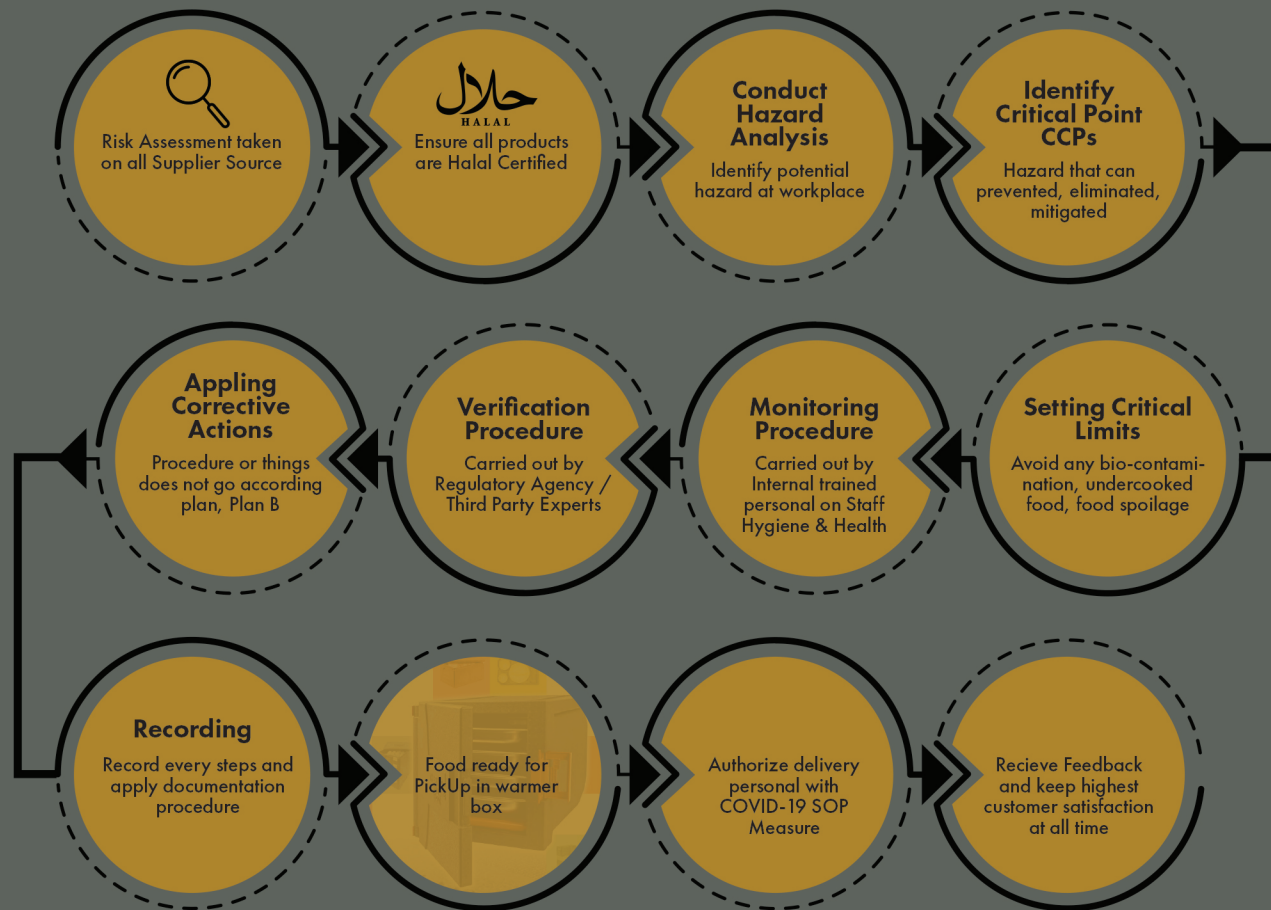 Risk Assessment taken
on all Supplier Source
حلال
HALAL
Ensure all products
are Halal Certified
Conduct
Hazard
Analysis
Identify potential
hazard at workplace
Identify
Critical Point
CCPs
Hazard that can
prevented, eliminated,
mitigated
Setting Critical
Limits
Avoid any bio-contami-
nation, undercooked
food, food spoilage
Monitoring
Procedure
Carried out by
Internal trained
personal on Staff
Hygiene & Health
Verification
Procedure
Carried out by
Regulatory Agency /
Third Party Experts
Appling
Corrective
Actions
Procedure or things
does not go according
plan, Plan B
Recording
Record every steps and
apply documentation
procedure
Food ready for
PickUp in warmer
box
Authorize delivery
personal with
COVID-19 SOP
Measure
Recieve Feedback
and keep highest
customer satisfaction
at all time